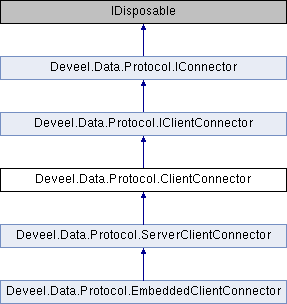 IDisposable
Deveel.Data.Protocol.IConnector
Deveel.Data.Protocol.IClientConnector
Deveel.Data.Protocol.ClientConnector
Deveel.Data.Protocol.ServerClientConnector
Deveel.Data.Protocol.EmbeddedClientConnector